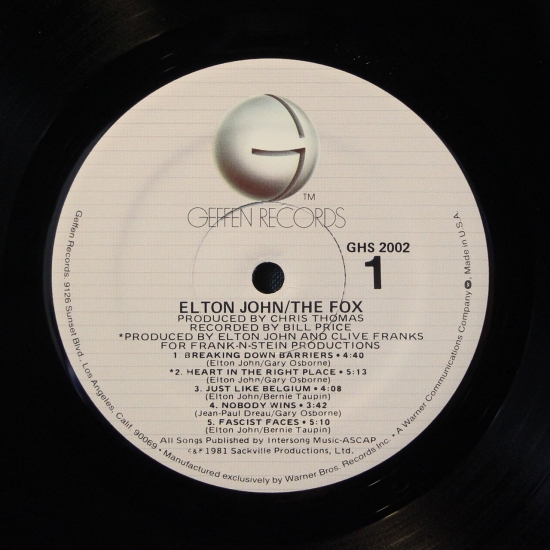 G
TM
GEFFEN RECORDS
GHS 2002
1
ELTON JOHN/THE FOX
PRODUCED BY CHRIS THOMAS
RECORDED BY BILL PRICE
*PRODUCED BY ELTON JOHN AND CLIVE FRANKS
FOR FRANK-N-STEIN PRODUCTIONS
1. BREAKING DOWN BARRIERS • 4:40
(Elton John/Gary Osborne)
*2. HEART IN THE RIGHT PLACE • 5:13
(Elton John/Gary Osborne)
3. JUST LIKE BELGIUM • 4:08
(Elton John/Bernie Taupin)
4. NOBODY WINS • 3:42
(Jean-Paul Dreau/Gary Osborne)
5. FASCIST FACES • 5:10
(Elton John/Bernie Taupin)
All Songs Published by Intersong Music-ASCAP
©&℗ 1981 Sackville Productions, Ltd.
Geffen Records, 9126 Sunset Blvd., Los Angeles, Calif. 90069 • Manufactured exclusively by Warner Bros. Records Inc. • A Warner Communications Company, Made in U.S.A.